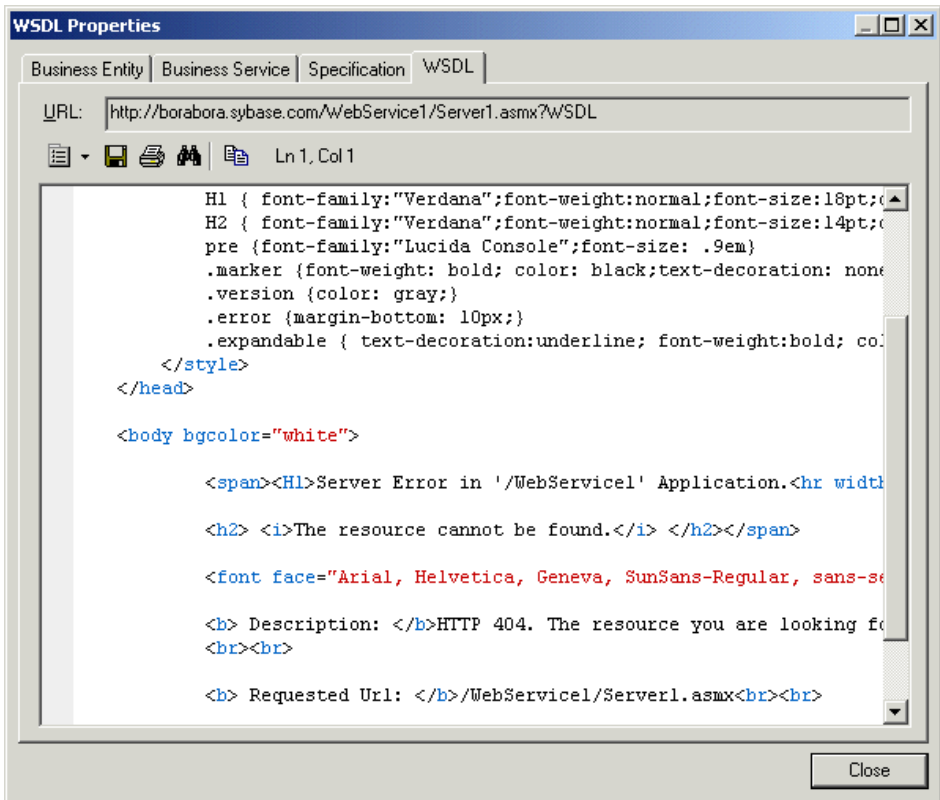 WSDL Properties
Business Entity Business Service Specification WSDL
URL: http://borabora.sybase.com/WebService1/Server1.asmx?WSDL
Ln 1, Col 1
H1 { font-family:"Verdana";font-weight:normal;font-size:18pt;
H2 { font-family:"Verdana";font-weight:normal;font-size:14pt;
pre {font-family:"Lucida Console";font-size: .9em}
.marker {font-weight: bold; color: black;text-decoration: none
.version {color: gray;}
.error {margin-bottom: 10px;}
.expandable { text-decoration:underline; font-weight:bold; col
</style>
</head>
<body bgcolor="white">
<span><H1>Server Error in '/WebService1' Application.<hr width
<h2> <i>The resource cannot be found.</i> </h2></span>
<font face="Arial, Helvetica, Geneva, SunSans-Regular, sans-se
<b> Description: </b>HTTP 404. The resource you are looking fo
<br><br>
<b> Requested Url: </b>/WebService1/Server1.asmx<br><br>
Close